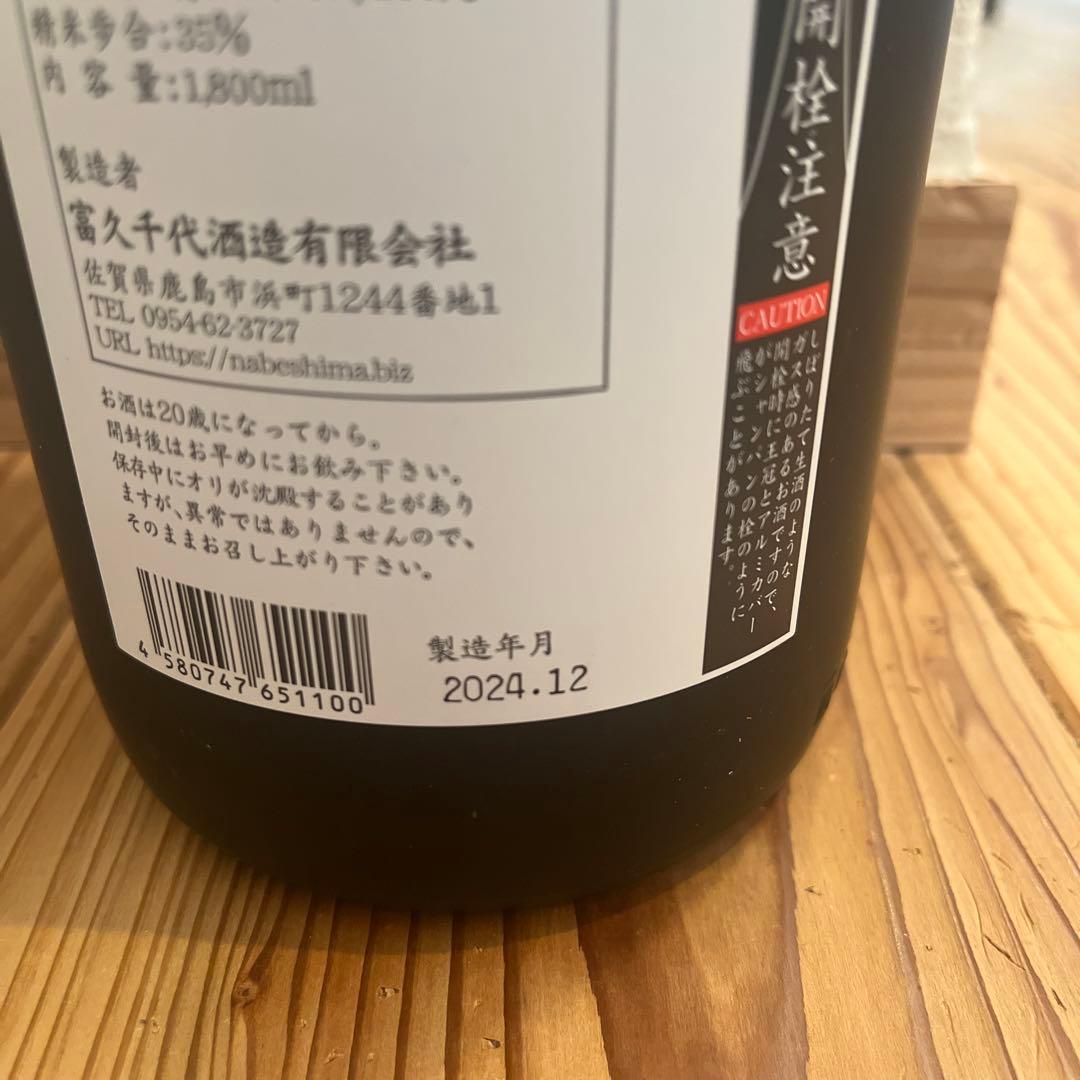 精米歩合:35%
内容量:1,800ml
製造者
富久千代酒造有限会社
佐賀県鹿島市浜町1244番地1
TEL 0954-62-3727
URL https://nabeshima.biz
お酒は20歳になってから。
開封後はお早めにお飲み下さい。
保存中にオリが沈殿することがあり
ますが、異常ではありませんので、
そのままお召し上がり下さい。
4 580747 651100
製造年月
2024.12
開栓注意
CAUTION
しぼりたて生酒のような
ガス感のあるお酒ですので、
開栓時に王冠とアルミカバー
がシャンパンの栓のように
飛ぶことがあります。